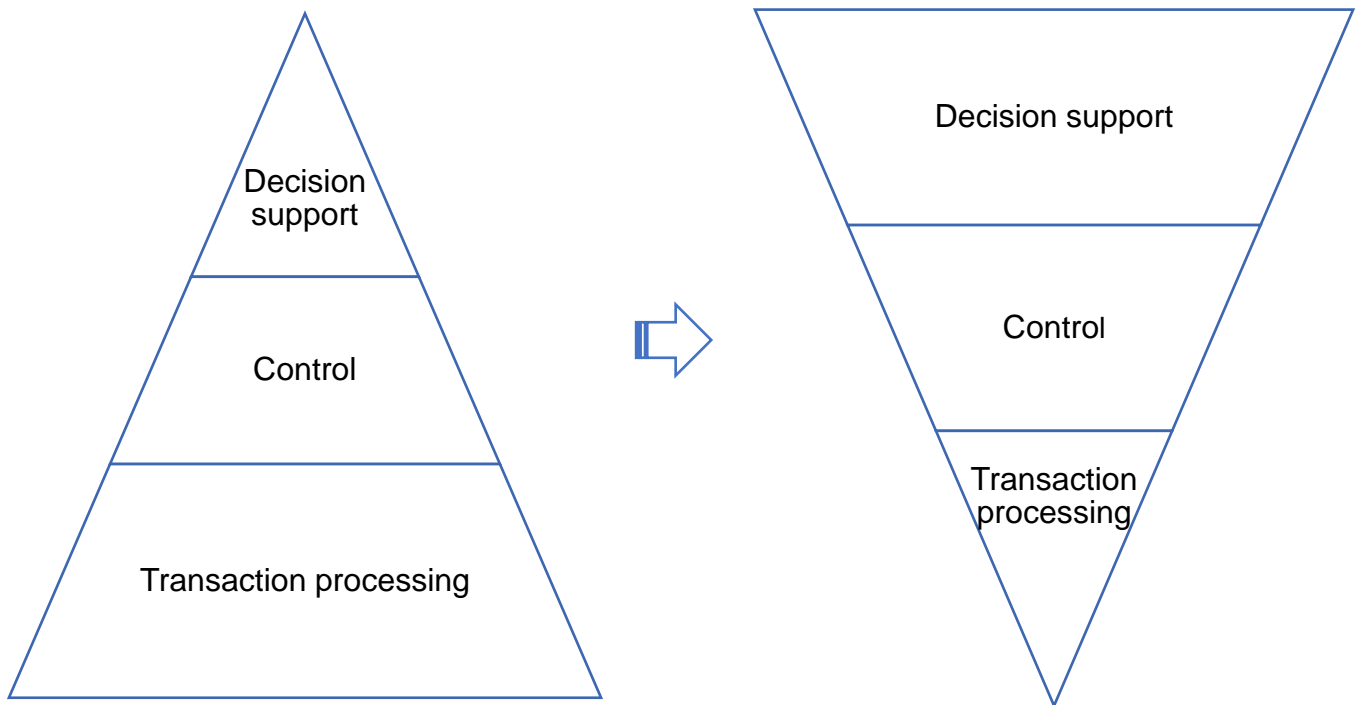 Decision
support
Control
Transaction processing
Decision support
Control
Transaction
processing